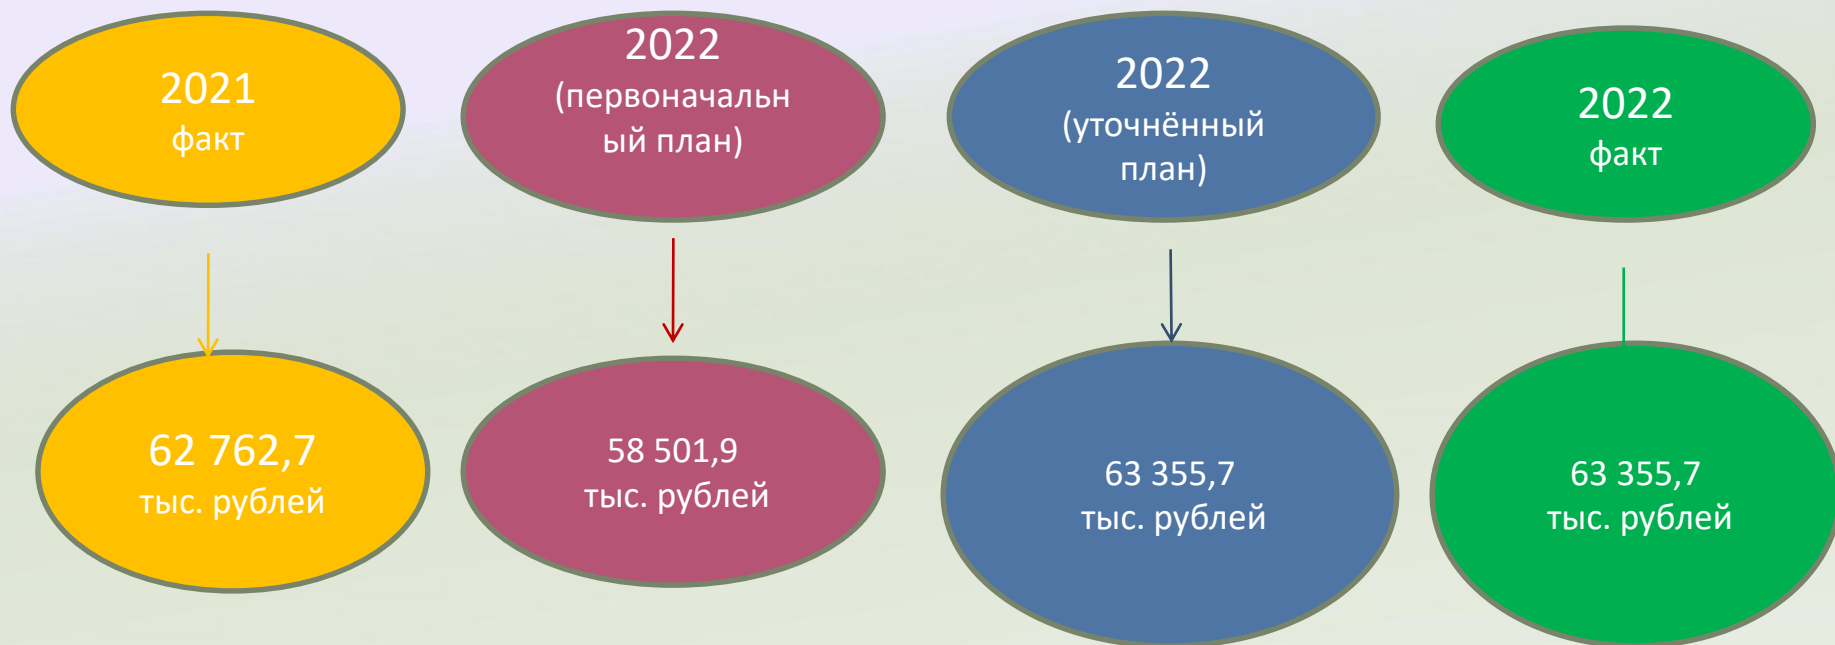 2021
факт
2022
(первоначальн
ый план)
2022
(уточнённый
план)
2022
факт
62 762,7
тыс. рублей
58 501,9
тыс. рублей
63 355,7
тыс. рублей
63 355,7
тыс. рублей